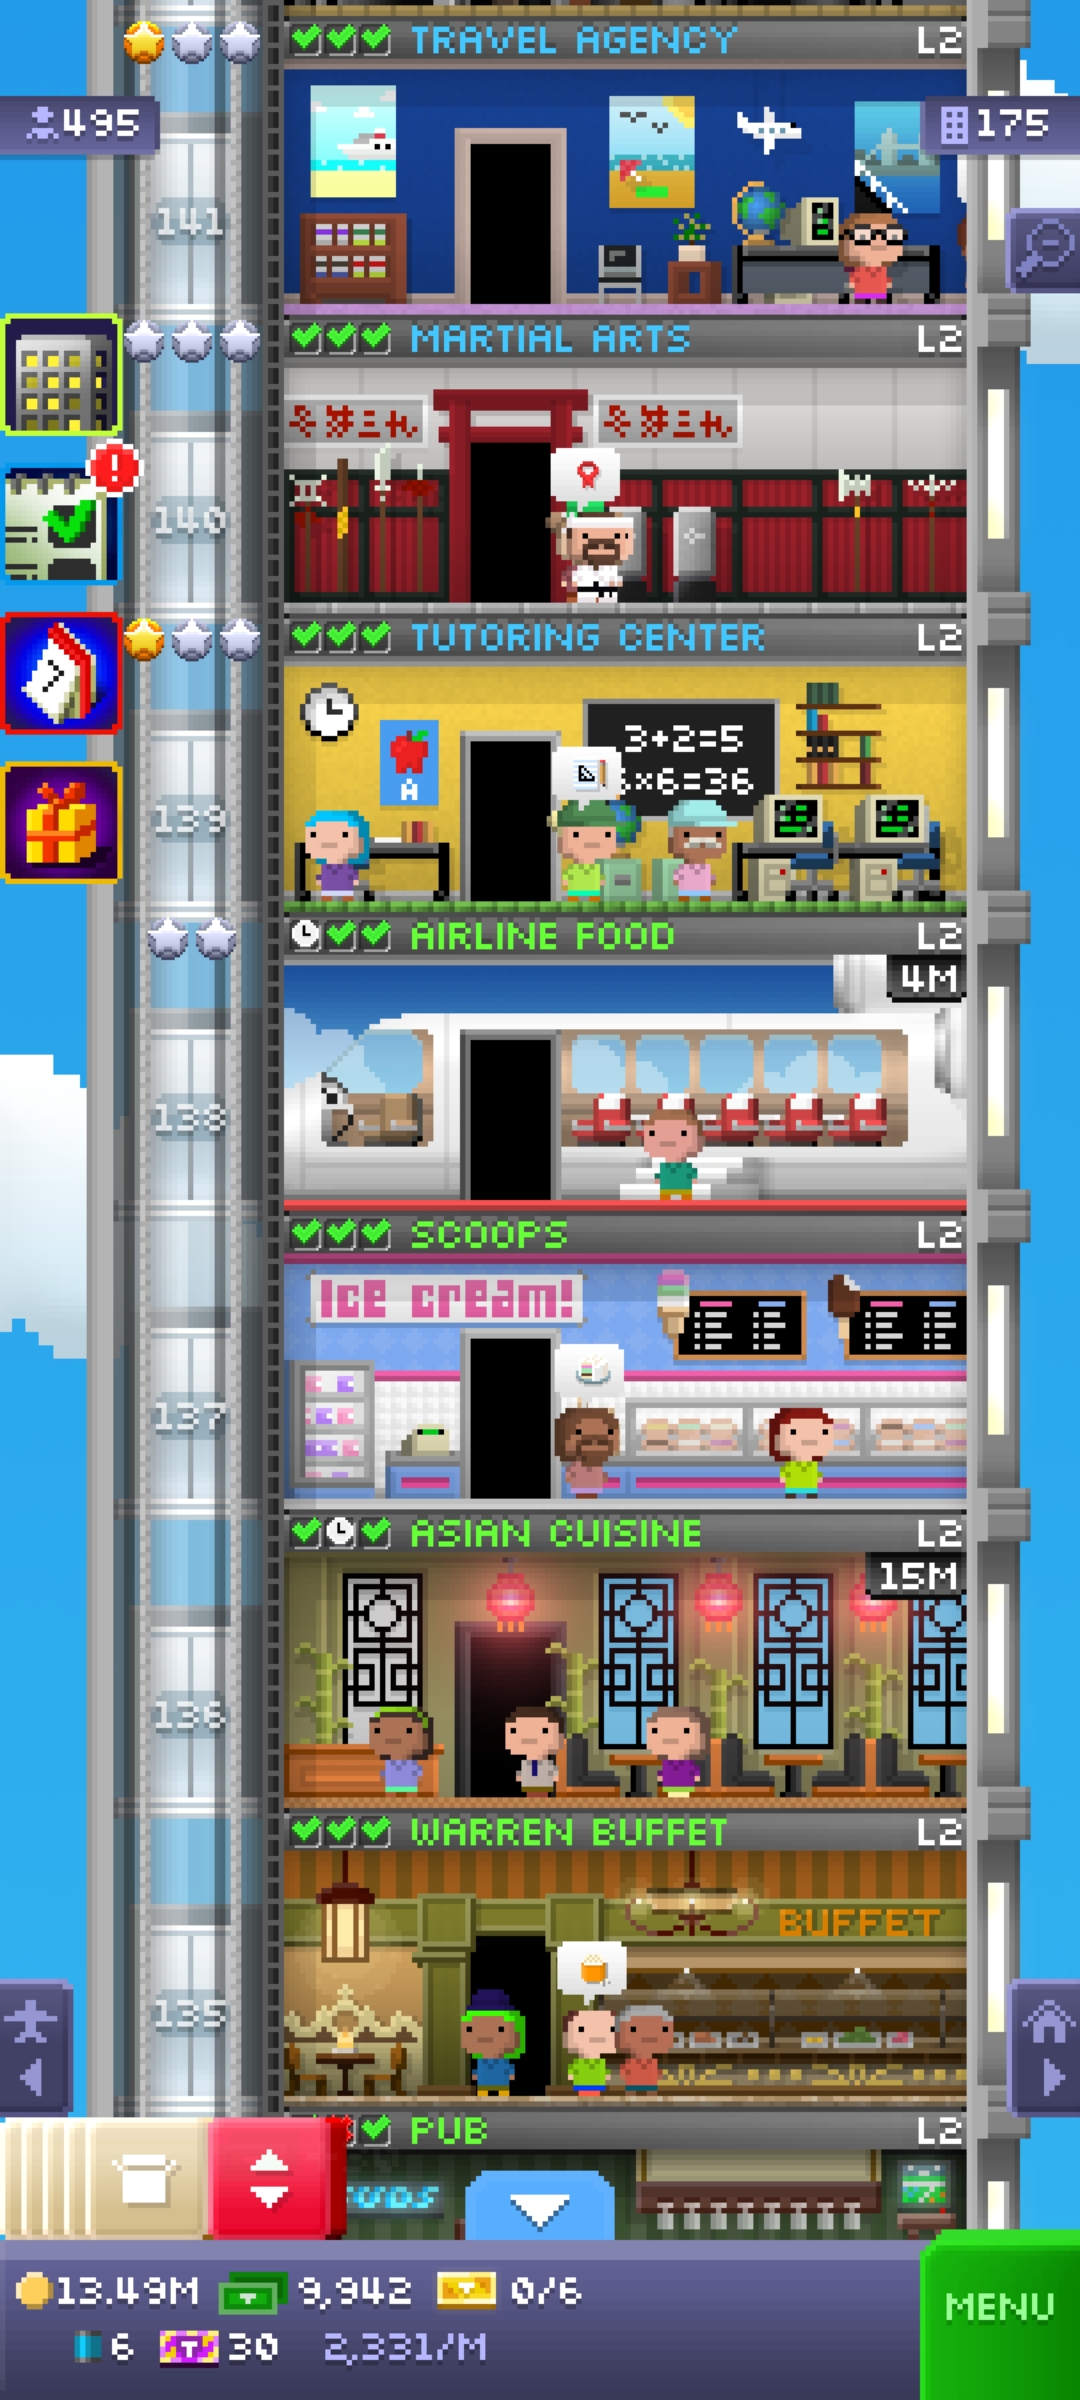 TRAVEL AGENCY L2
495
175
141
MARTIAL ARTS L2
140
TUTORING CENTER L2
3+2=5
×6=36
A
7
139
AIRLINE FOOD L2
4M
138
SCOOPS L2
Ice cream!
137
ASIAN CUISINE L2
15M
136
WARREN BUFFET L2
BUFFET
135
PUB L2
13.49M 9,942 0/6
6 T 30 2,331/M
MENU